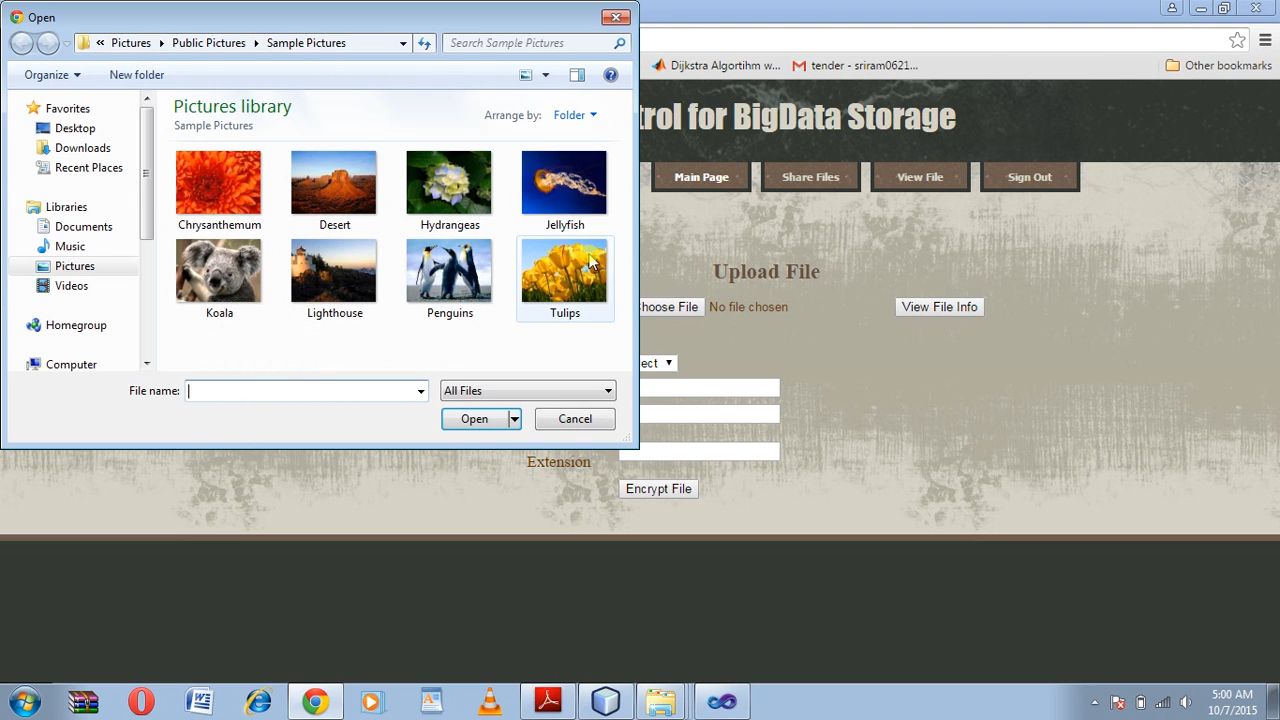 Open
« Pictures Public Pictures Sample Pictures
Search Sample Pictures
Organize
New folder
Favorites
Desktop
Downloads
Recent Places
Libraries
Documents
Music
Pictures
Videos
Homegroup
Computer
Pictures library
Sample Pictures
Arrange by: Folder
Chrysanthemum
Desert
Hydrangeas
Jellyfish
Koala
Lighthouse
Penguins
Tulips
File name:
All Files
Open
Cancel
Dijkstra Algortihm w...
tender - sriram0621...
Other bookmarks
trol for BigData Storage
Main Page
Share Files
View File
Sign Out
Upload File
hoose File No file chosen
View File Info
ect
Extension
Encrypt File
5:00 AM
10/7/2015